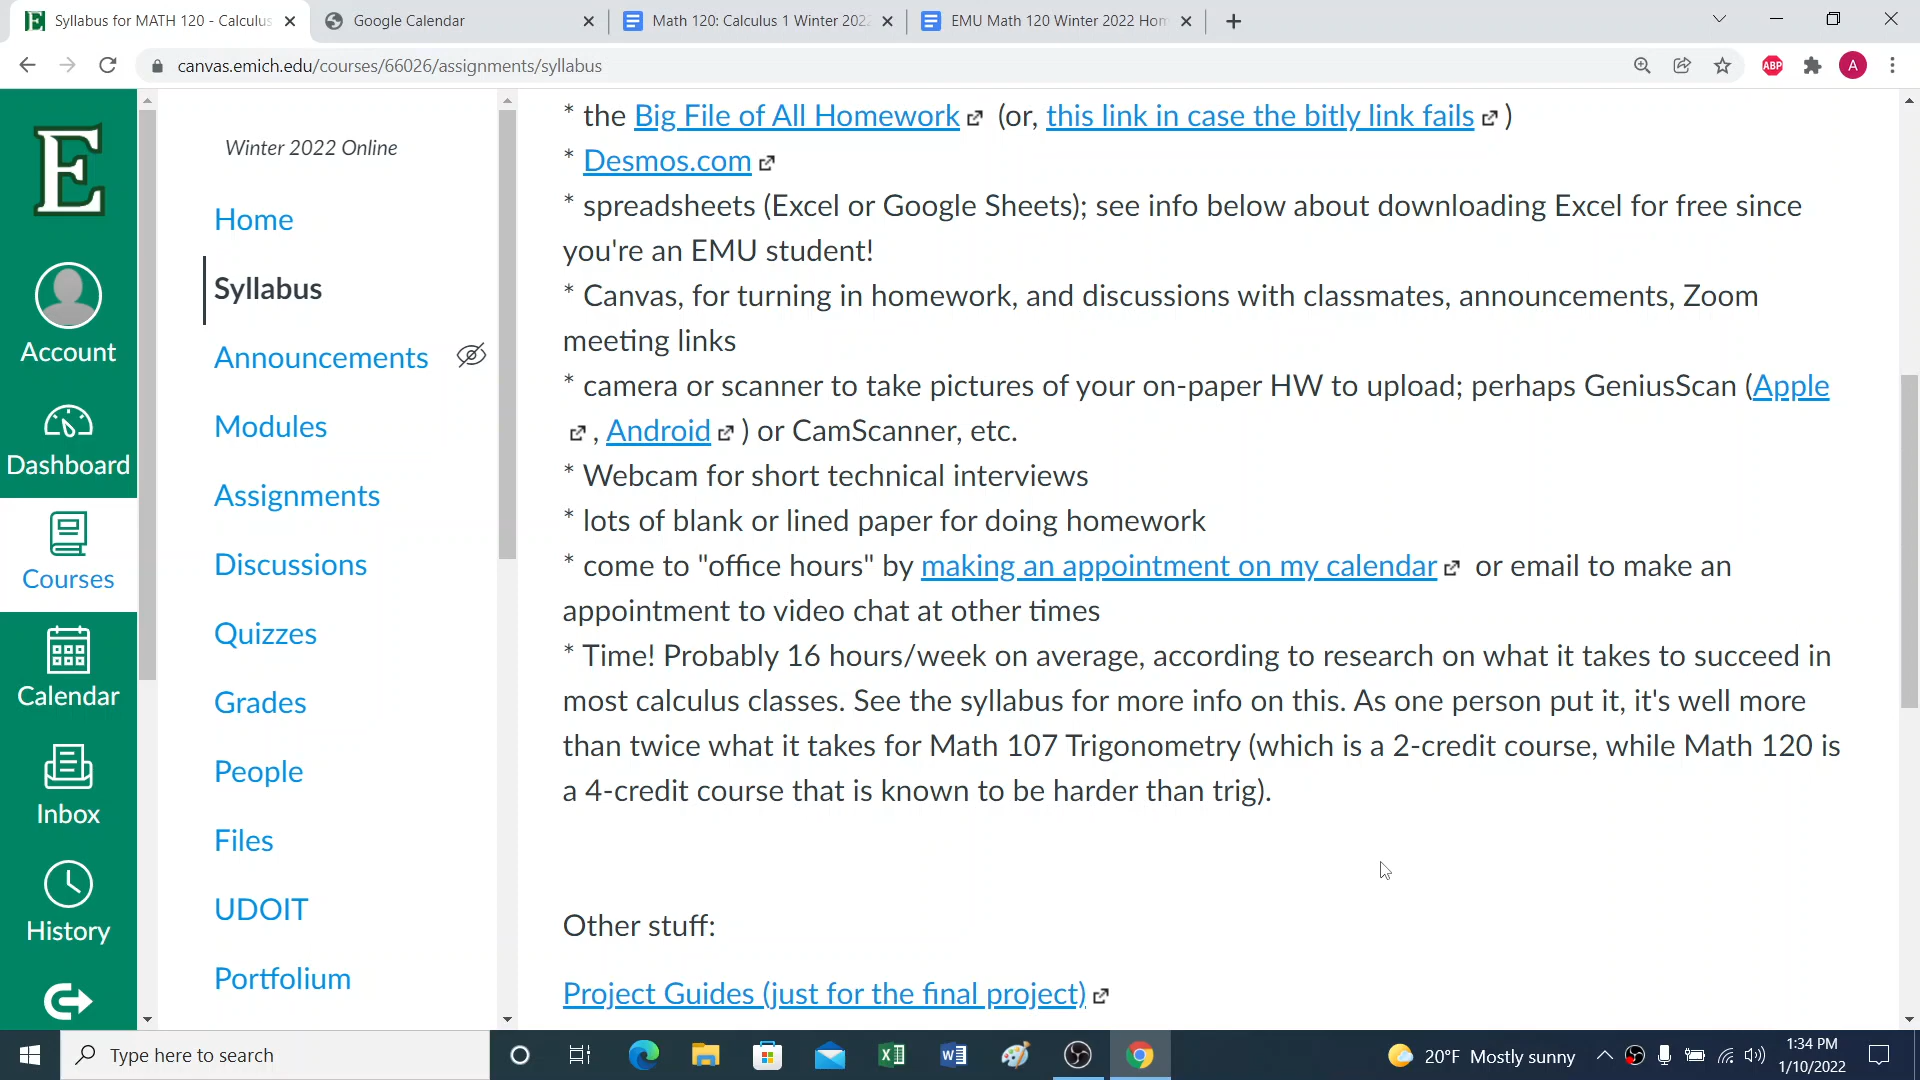 Syllabus for MATH 120 - Calculus
Google Calendar
Math 120: Calculus 1 Winter 202
EMU Math 120 Winter 2022 Hom
canvas.emich.edu/courses/66026/assignments/syllabus
ABP
A
E
Account
Dashboard
Courses
Calendar
Inbox
History
Winter 2022 Online
Home
Syllabus
Announcements
Modules
Assignments
Discussions
Quizzes
Grades
People
Files
UDOIT
Portfolium
* the Big File of All Homework (or, this link in case the bitly link fails )
* Desmos.com
* spreadsheets (Excel or Google Sheets); see info below about downloading Excel for free since
you're an EMU student!
* Canvas, for turning in homework, and discussions with classmates, announcements, Zoom
meeting links
* camera or scanner to take pictures of your on-paper HW to upload; perhaps GeniusScan (Apple
, Android ) or CamScanner, etc.
* Webcam for short technical interviews
* lots of blank or lined paper for doing homework
* come to "office hours" by making an appointment on my calendar or email to make an
appointment to video chat at other times
* Time! Probably 16 hours/week on average, according to research on what it takes to succeed in
most calculus classes. See the syllabus for more info on this. As one person put it, it's well more
than twice what it takes for Math 107 Trigonometry (which is a 2-credit course, while Math 120 is
a 4-credit course that is known to be harder than trig).
Other stuff:
Project Guides (just for the final project)
Type here to search
20°F Mostly sunny
1:34 PM
1/10/2022